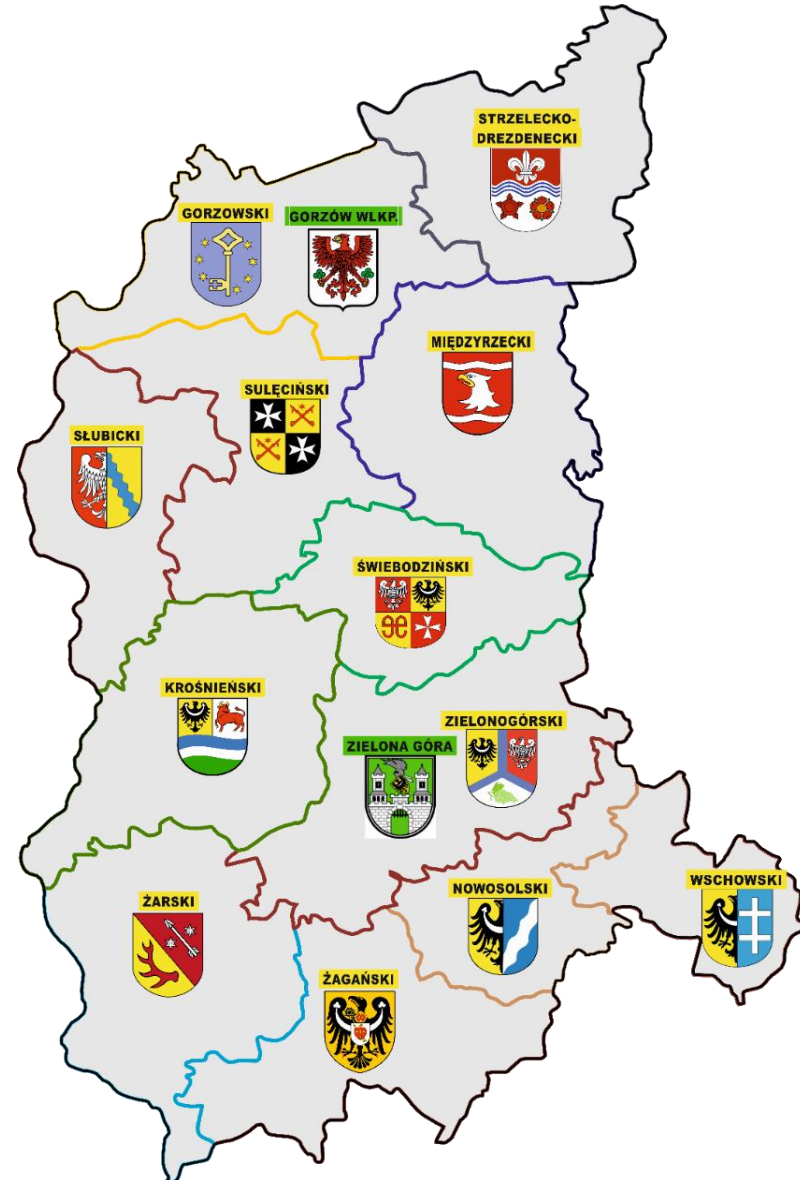 STRZELECKO-
DREZDENECKI
GORZOWSKI
GORZÓW WLKP.
MIĘDZYRZECKI
SULĘCIŃSKI
SŁUBICKI
ŚWIEBODZIŃSKI
KROŚNIEŃSKI
ZIELONOGÓRSKI
ZIELONA GÓRA
WSCHOWSKI
NOWOSOLSKI
ŻARSKI
ŻAGAŃSKI